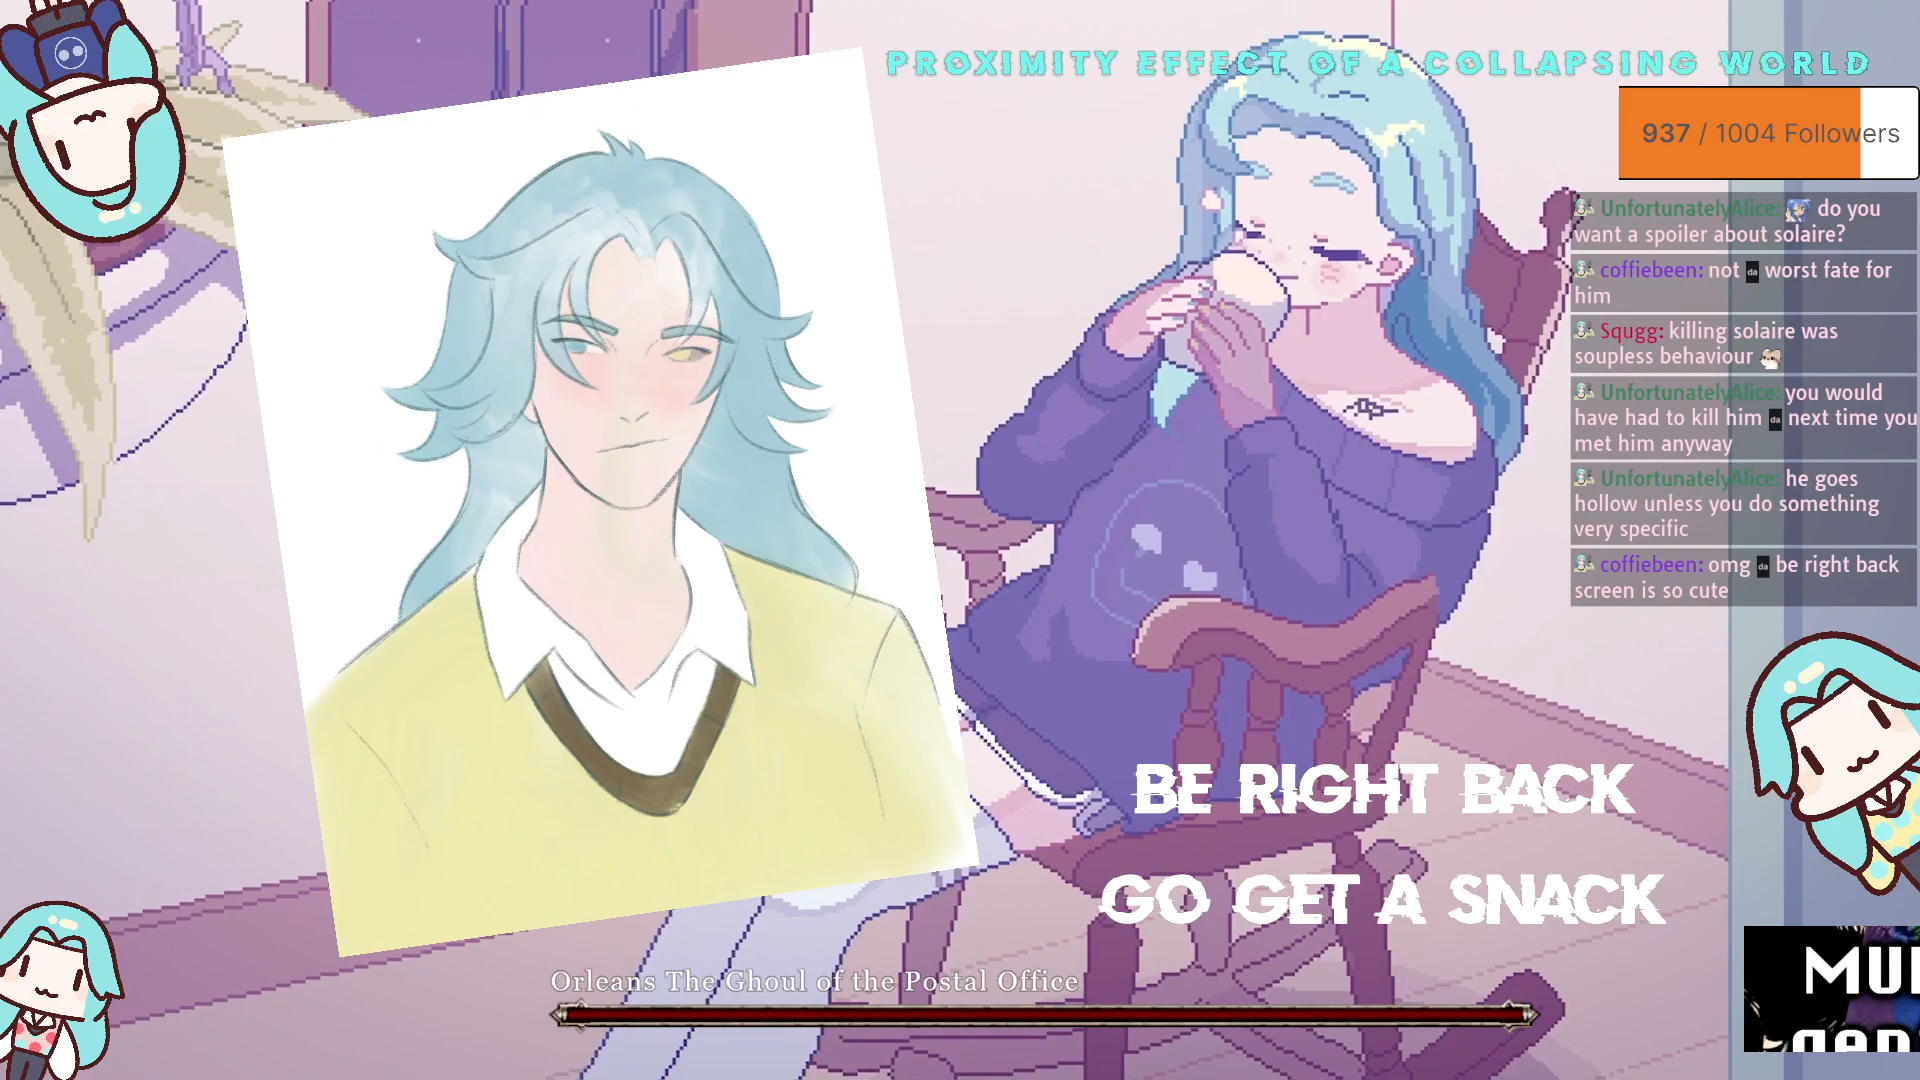 PROXIMITY EFFECT OF A COLLAPSING WORLD
937 / 1004 Followers
UnfortunatelyAlice: do you
want a spoiler about solaire?
coffiebeen: not da worst fate for
him
Squgg: killing solaire was
soupless behaviour
UnfortunatelyAlice: you would
have had to kill him da next time you
met him anyway
UnfortunatelyAlice: he goes
hollow unless you do something
very specific
coffiebeen: omg da be right back
screen is so cute
BE RIGHT BACK
GO GET A SNACK
Orleans The Ghoul of the Postal Office